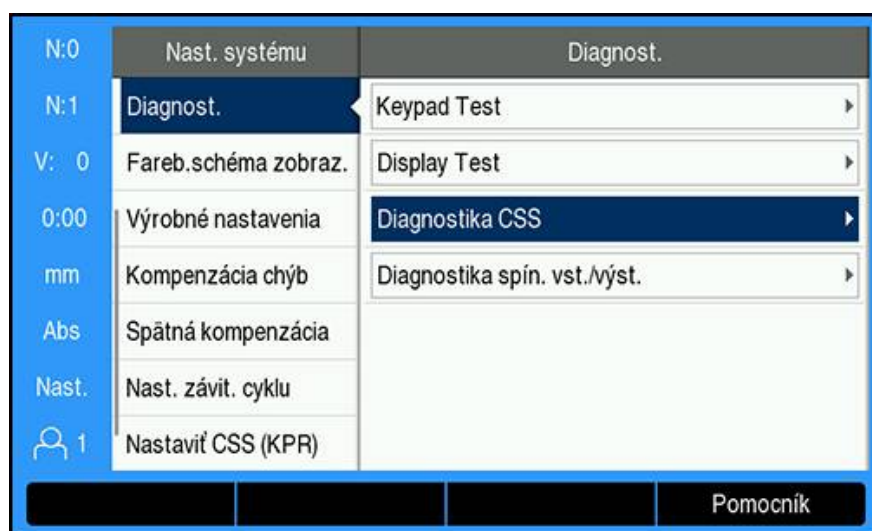 N:0
Nast. systému
Diagnost.
N:1
Diagnost.
Keypad Test
V: 0
Fareb.schéma zobraz.
Display Test
0:00
Výrobné nastavenia
Diagnostika CSS
mm
Kompenzácia chýb
Diagnostika spín. vst./výst.
Abs
Spätná kompenzácia
Nast.
Nast. závit. cyklu
1
Nastaviť CSS (KPR)
Pomocník